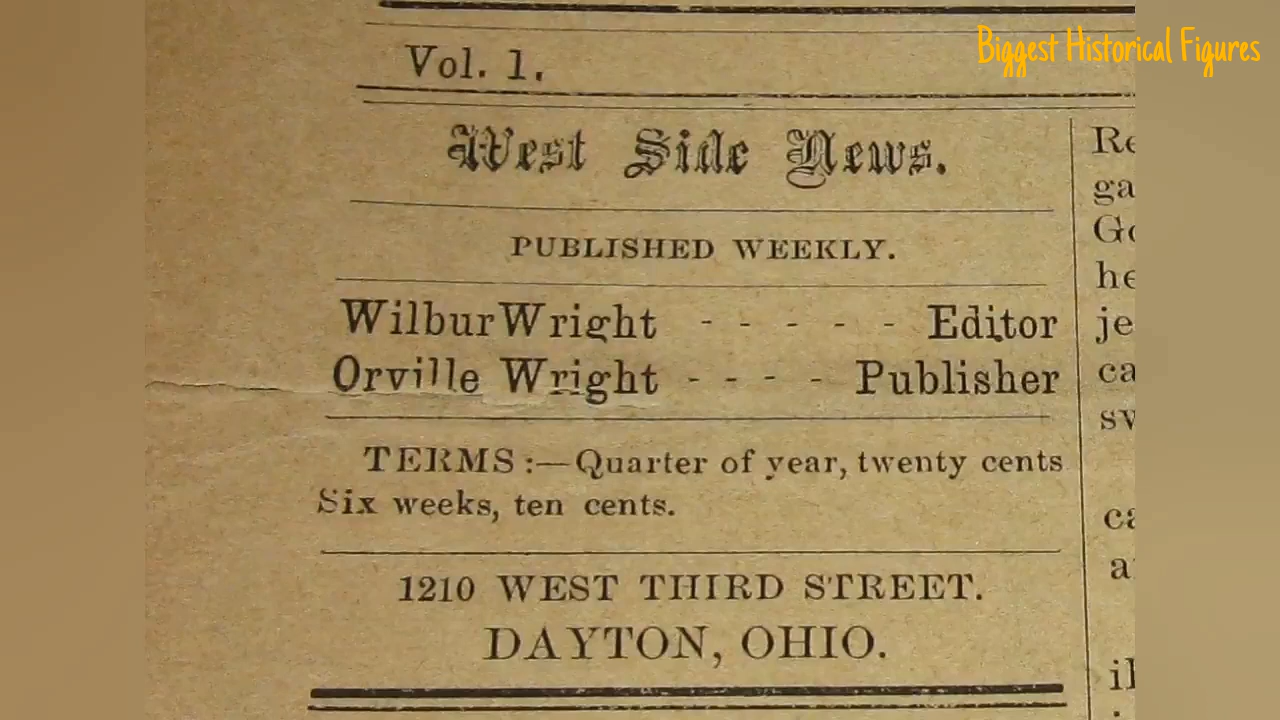 Biggest Historical Figures
Vol. 1.
West Side News.
PUBLISHED WEEKLY.
Wilbur Wright - - - - - Editor
Orville Wright - - - - Publisher
TERMS:—Quarter of year, twenty cents
Six weeks, ten cents.
1210 WEST THIRD STREET.
DAYTON, OHIO.